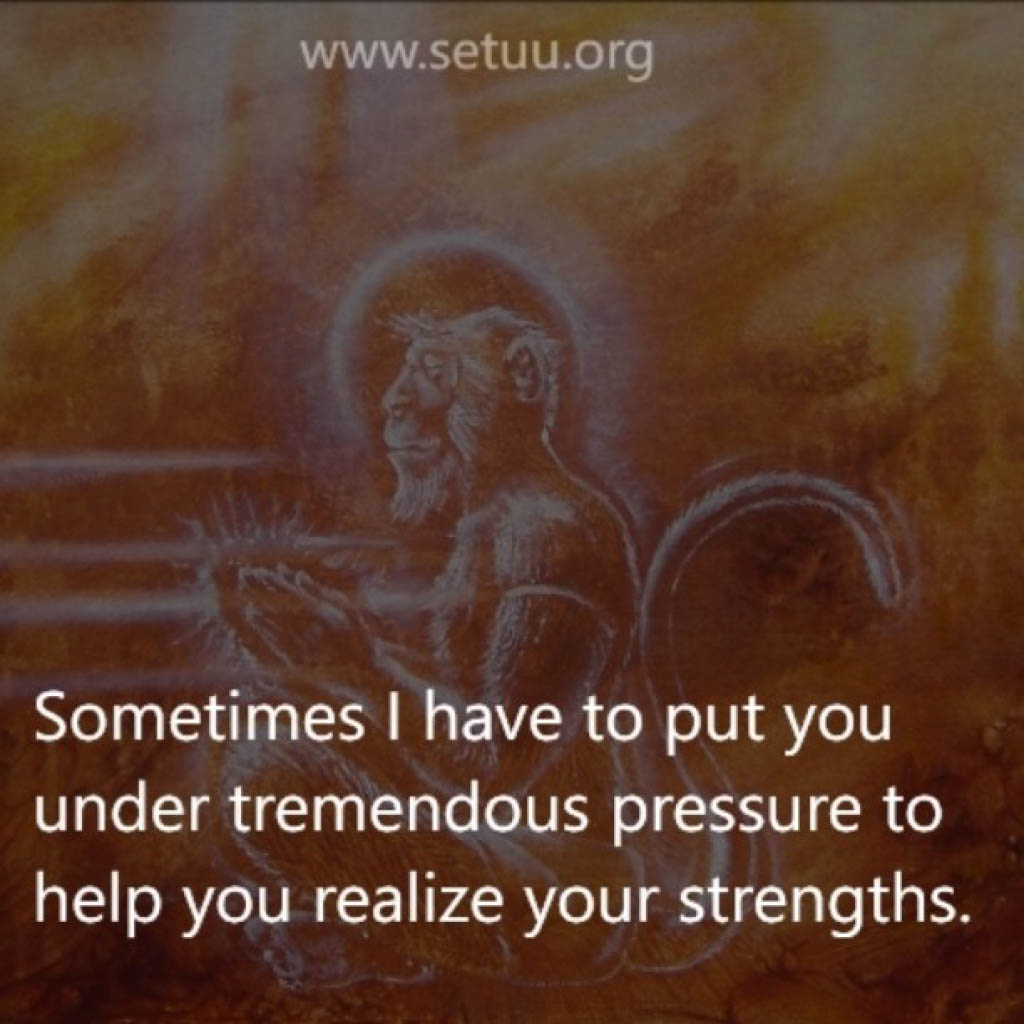 www.setuu.org
Sometimes I have to put you
under tremendous pressure to
help you realize your strengths.